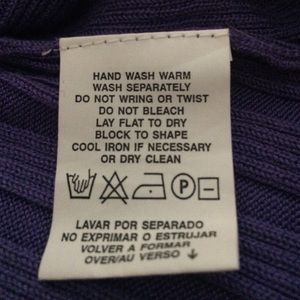 HAND WASH WARM
WASH SEPARATELY
DO NOT WRING OR TWIST
DO NOT BLEACH
LAY FLAT TO DRY
BLOCK TO SHAPE
COOL IRON IF NECESSARY
OR DRY CLEAN
P
LAVAR POR SEPARADO
NO EXPRIMIR O ESTRUJAR
VOLVER A FORMAR
OVER/AU VERSO ↓